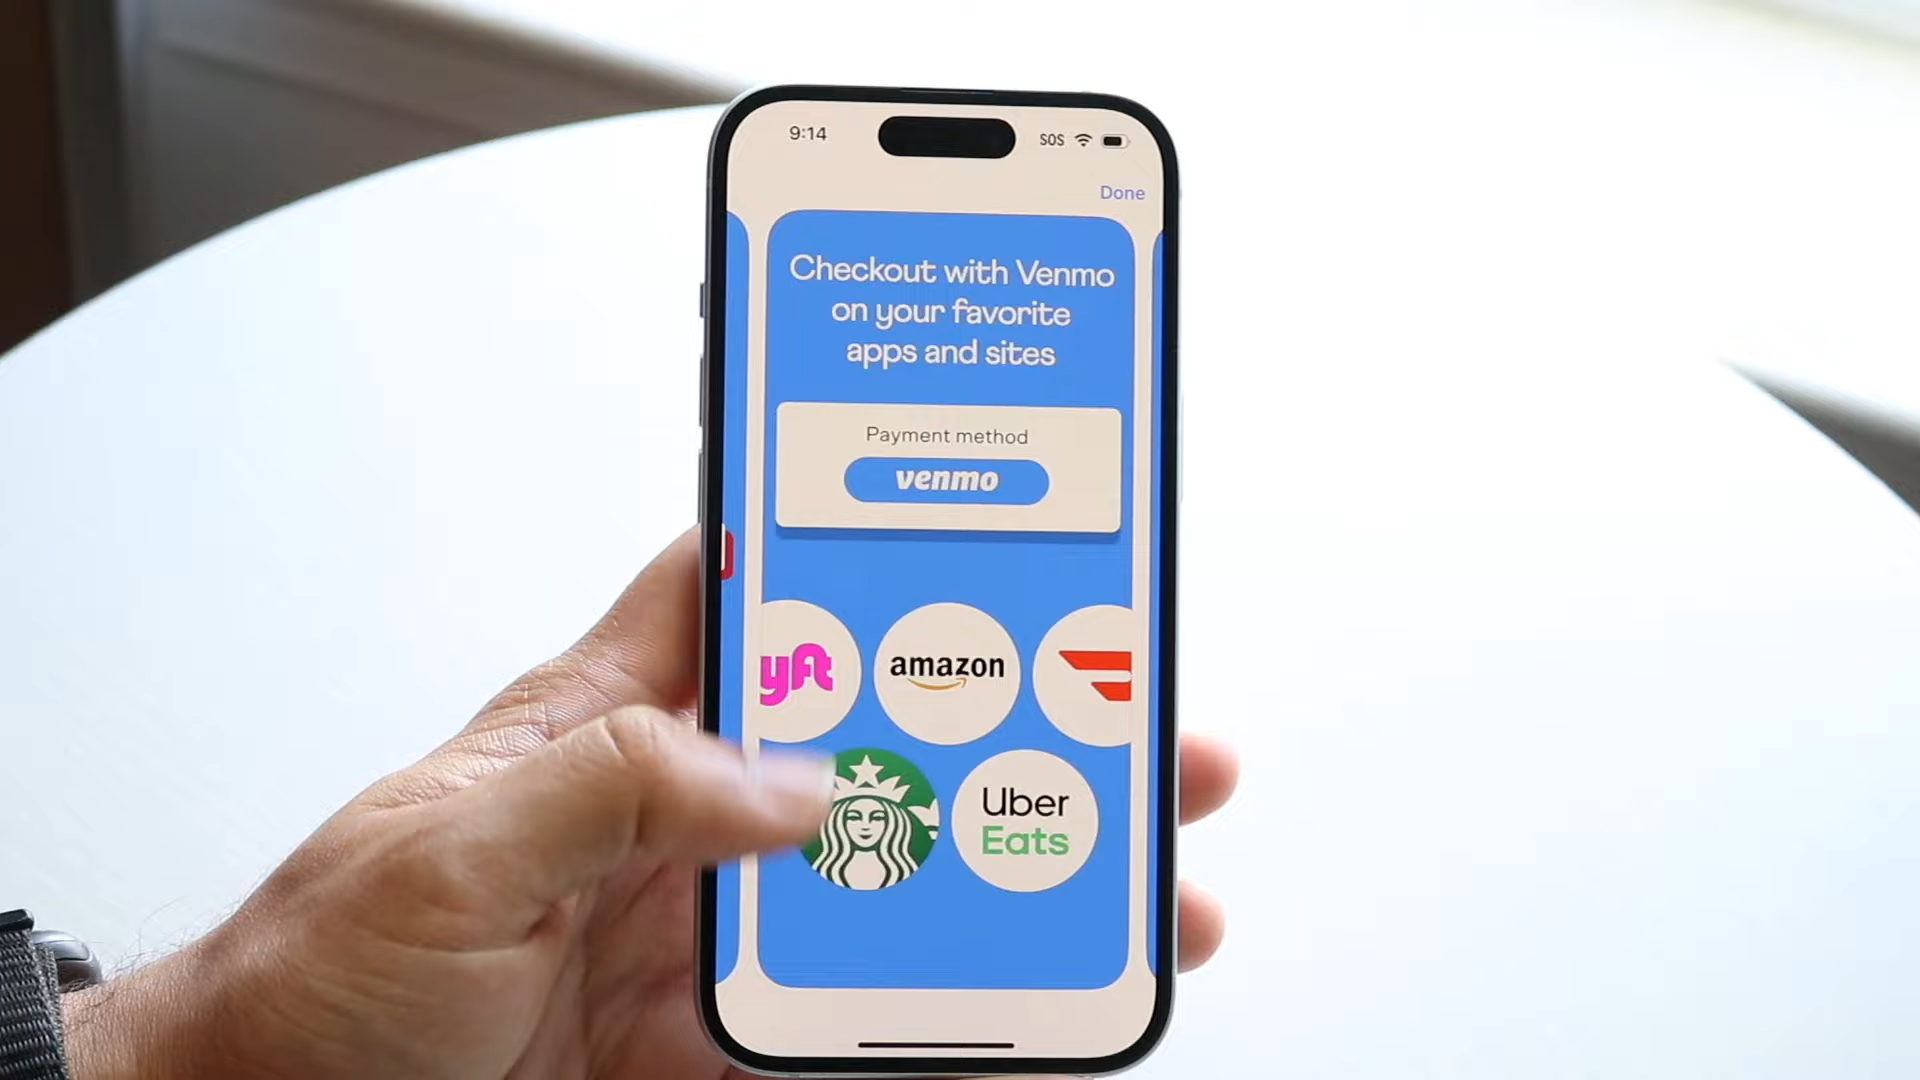 9:14
SOS
Done
Checkout with Venmo
on your favorite
apps and sites
Payment method
venmo
yft
amazon
Uber
Eats